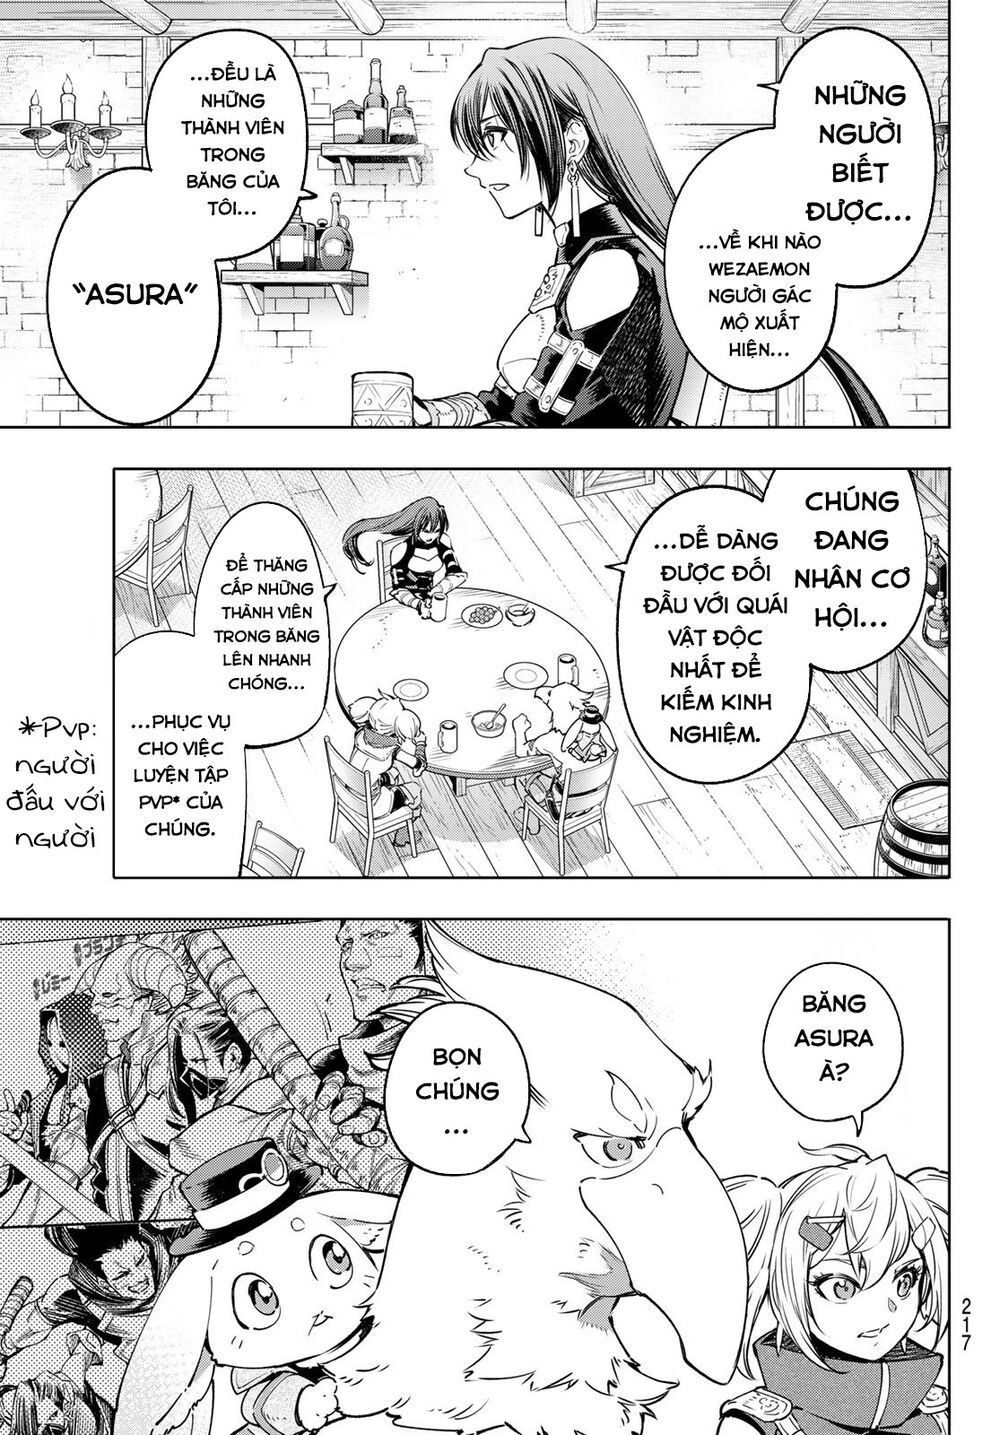 NHỮNG
NGƯỜI
BIẾT
ĐƯỢC...
...VỀ KHI NÀO
WEZAEMON
NGƯỜI GÁC
MỘ XUẤT
HIỆN...
...ĐỀU LÀ
NHỮNG
THÀNH VIÊN
TRONG
BĂNG CỦA
TÔI...
“ASURA”
CHÚNG
ĐANG
NHÂN CƠ
HỘI...
...DỄ DÀNG
ĐƯỢC ĐỐI
ĐẦU VỚI QUÁI
VẬT ĐỘC
NHẤT ĐỂ
KIẾM KINH
NGHIỆM.
ĐỂ THĂNG
CẤP NHỮNG
THÀNH VIÊN
TRONG BĂNG
LÊN NHANH
CHÓNG...
...PHỤC VỤ
CHO VIỆC
LUYỆN TẬP
PVP* CỦA
CHÚNG.
*Pvp:
người
đấu với
người
BĂNG
ASURA
À?
BỌN
CHÚNG
...
217